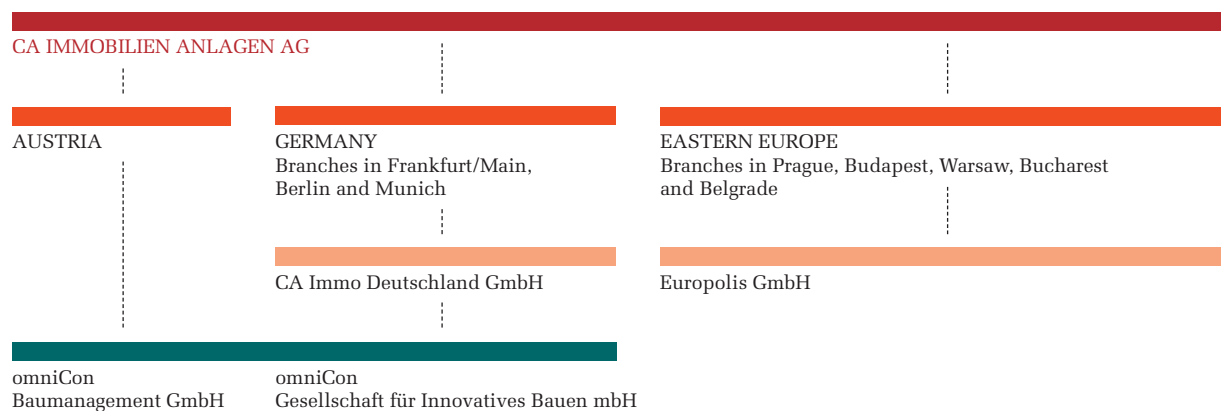 CA IMMOBILIEN ANLAGEN AG
AUSTRIA
GERMANY
Branches in Frankfurt/Main,
Berlin and Munich
EASTERN EUROPE
Branches in Prague, Budapest, Warsaw, Bucharest
and Belgrade
CA Immo Deutschland GmbH
Europolis GmbH
omniCon
Baumanagement GmbH
omniCon
Gesellschaft für Innovatives Bauen mbH